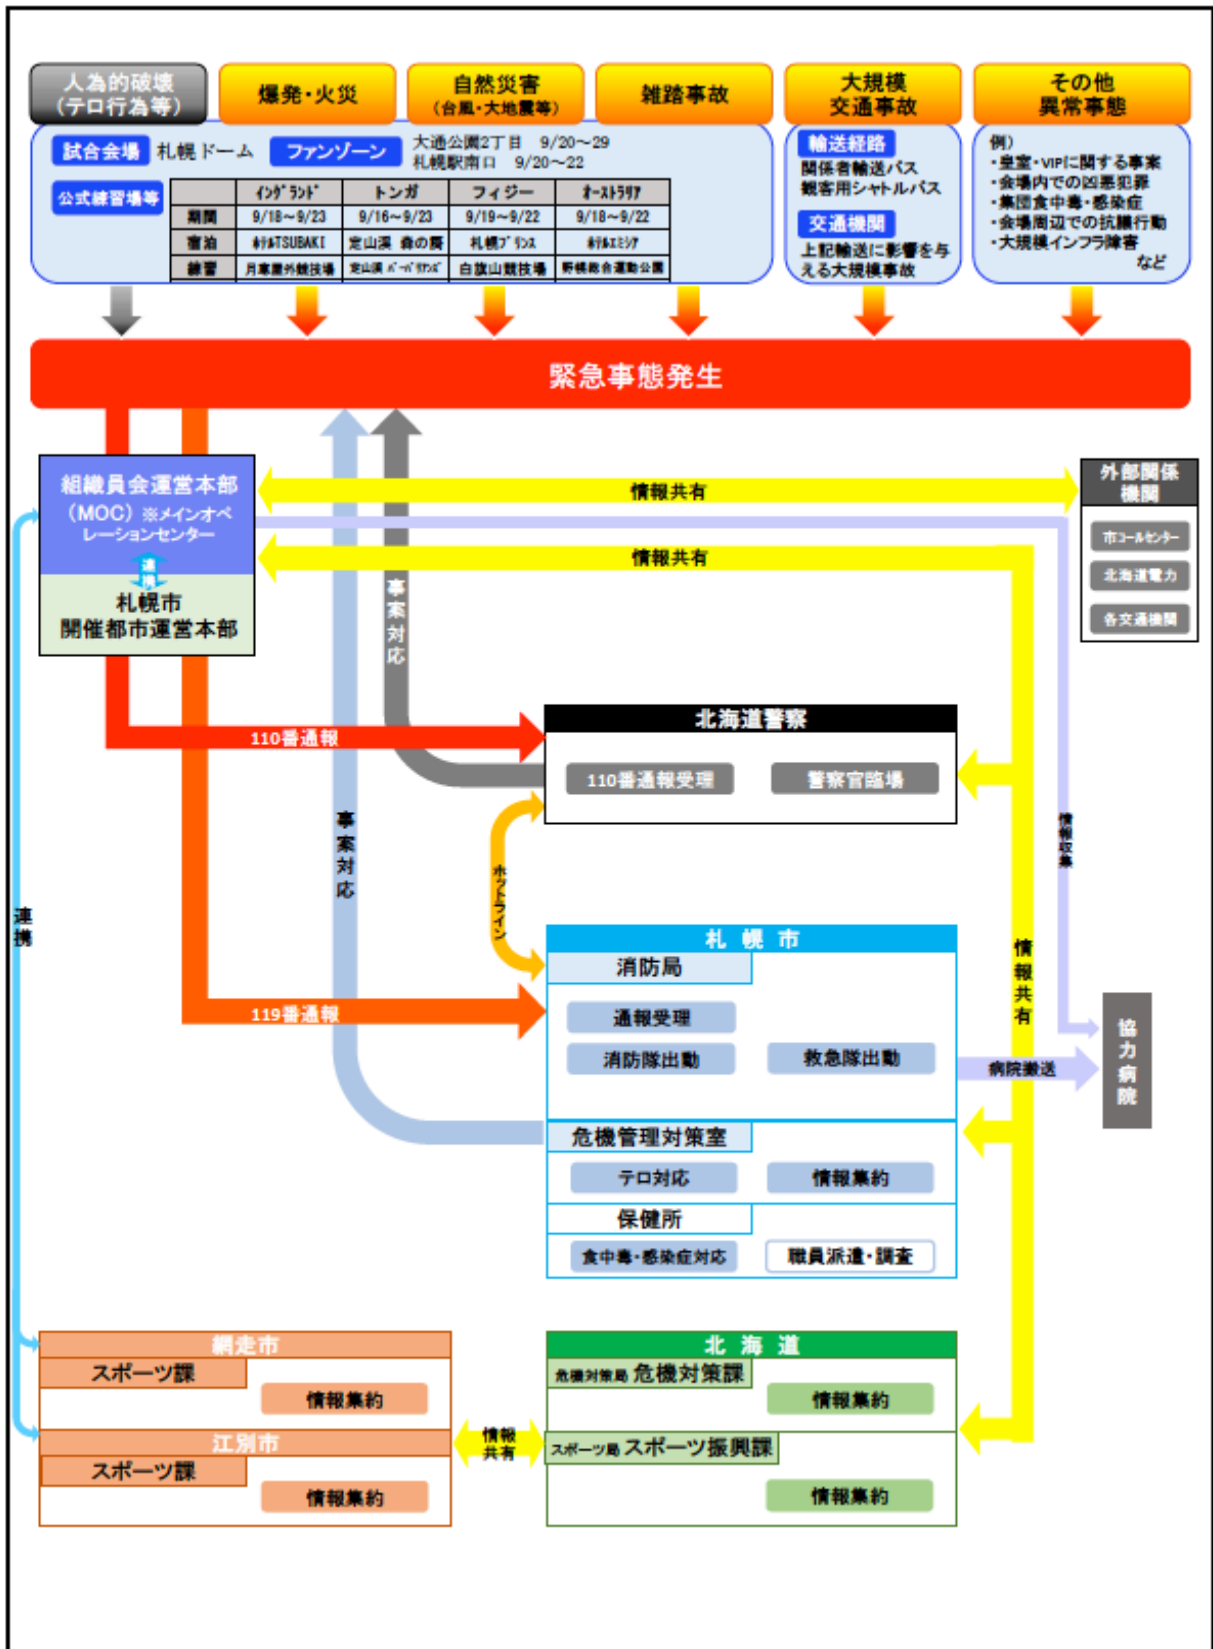 人為的破壊
(テロ行為等)
爆発・火災
自然災害
(台風・大地震等)
雑踏事故
大規模
交通事故
その他
異常事態
試合会場 札幌ドーム ファンゾーン
大通公園2丁目 9/20～29
札幌駅南口 9/20～22
公式練習場等
イングランド トンガ フィジー オーストラリア
期間 9/18～9/23 9/16～9/23 9/19～9/22 9/18～9/22
宿泊 ホテルTSUBAKI 定山渓 森の謌 札幌プリンス ホテルエミシア
練習 月寒屋外競技場 定山渓 白旗山競技場 野幌総合運動公園
輸送経路
関係者輸送バス
観客用シャトルバス
交通機関
上記輸送に影響を与
える大規模事故
例)
・皇室・VIPに関する事案
・会場内での凶悪犯罪
・集団食中毒・感染症
・会場周辺での抗議行動
・大規模インフラ障害
など
緊急事態発生
組織員会運営本部
(MOC) ※メインオペ
レーションセンター
連携
札幌市
開催都市運営本部
情報共有
情報共有
外部関係
機関
市コールセンター
北海道電力
各交通機関
事案対応
事案対応
110番通報
北海道警察
110番通報受理 警察官臨場
情報収集
ホットライン
連携
札幌市
消防局
通報受理
消防隊出動 救急隊出動
119番通報
情報共有
病院搬送
協力病院
危機管理対策室
テロ対応 情報集約
保健所
食中毒・感染症対応 職員派遣・調査
網走市
スポーツ課
情報集約
江別市
スポーツ課
情報集約
情報
共有
北海道
危機対策局 危機対策課
情報集約
スポーツ局 スポーツ振興課
情報集約